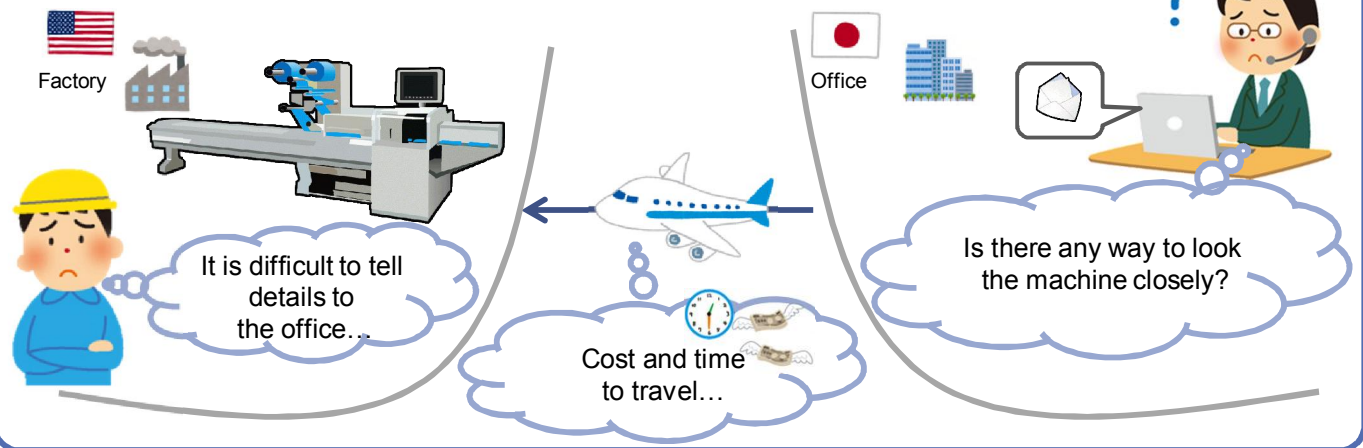 Factory
Office
It is difficult to tell
details to
the office…
Cost and time
to travel…
Is there any way to look
the machine closely?